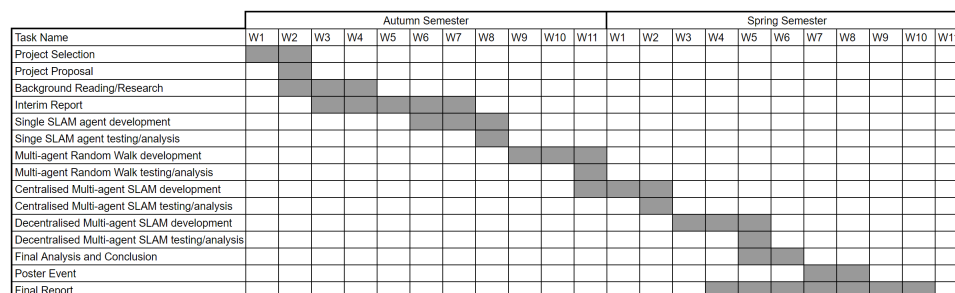 Autumn Semester Spring Semester
Task Name W1 W2 W3 W4 W5 W6 W7 W8 W9 W10 W11 W1 W2 W3 W4 W5 W6 W7 W8 W9 W10
Project Selection
Project Proposal
Background Reading/Research
Interim Report
Single SLAM agent development
Singe SLAM agent testing/analysis
Multi-agent Random Walk development
Multi-agent Random Walk testing/analysis
Centralised Multi-agent SLAM development
Centralised Multi-agent SLAM testing/analysis
Decentralised Multi-agent SLAM development
Decentralised Multi-agent SLAM testing/analysis
Final Analysis and Conclusion
Poster Event
Final Report